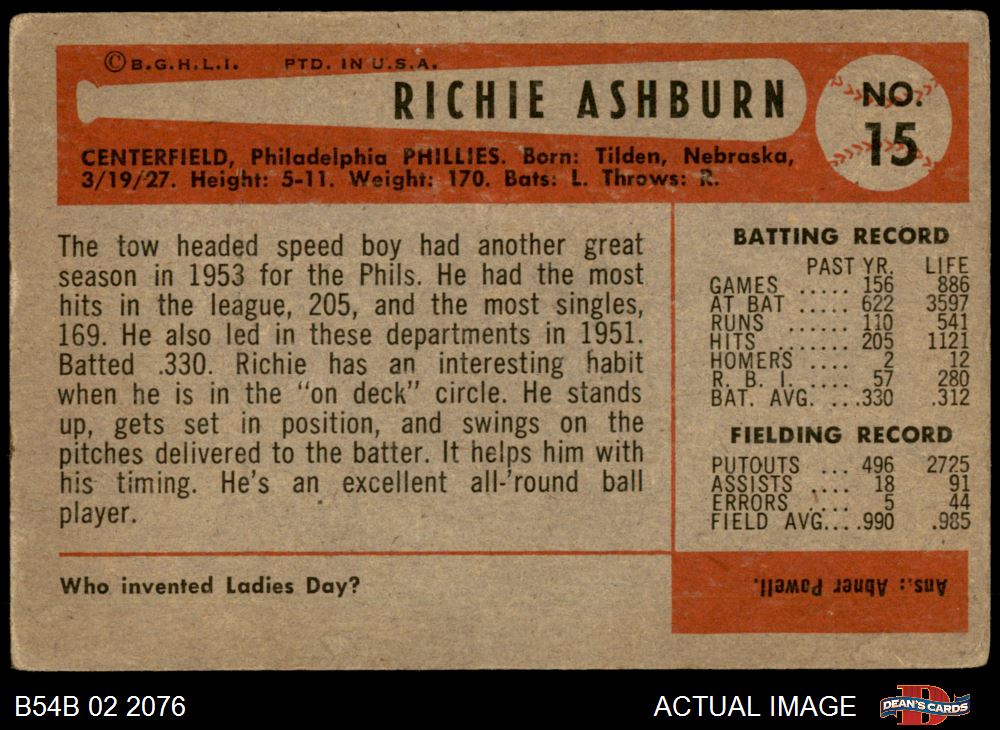 © B.G.H.L.I. PTD. IN U.S.A.
RICHIE ASHBURN
NO.
15
CENTERFIELD, Philadelphia PHILLIES. Born: Tilden, Nebraska,
3/19/27. Height: 5-11. Weight: 170. Bats: L. Throws: R.
The tow headed speed boy had another great
season in 1953 for the Phils. He had the most
hits in the league, 205, and the most singles,
169. He also led in these departments in 1951.
Batted .330. Richie has an interesting habit
when he is in the "on deck" circle. He stands
up, gets set in position, and swings on the
pitches delivered to the batter. It helps him with
his timing. He's an excellent all-'round ball
player.
BATTING RECORD
PAST YR. LIFE
GAMES ..... 156 886
AT BAT ..... 622 3597
RUNS ...... 110 541
HITS ....... 205 1121
HOMERS .... 2 12
R. B. I. .... 57 280
BAT. AVG. ... .330 .312
FIELDING RECORD
PUTOUTS ... 496 2725
ASSISTS .... 18 91
ERRORS .... 5 44
FIELD AVG. ... .990 .985
Who invented Ladies Day?
Ans.: Abner Powell.
B54B 02 2076
ACTUAL IMAGE
D
DEAN'S CARDS